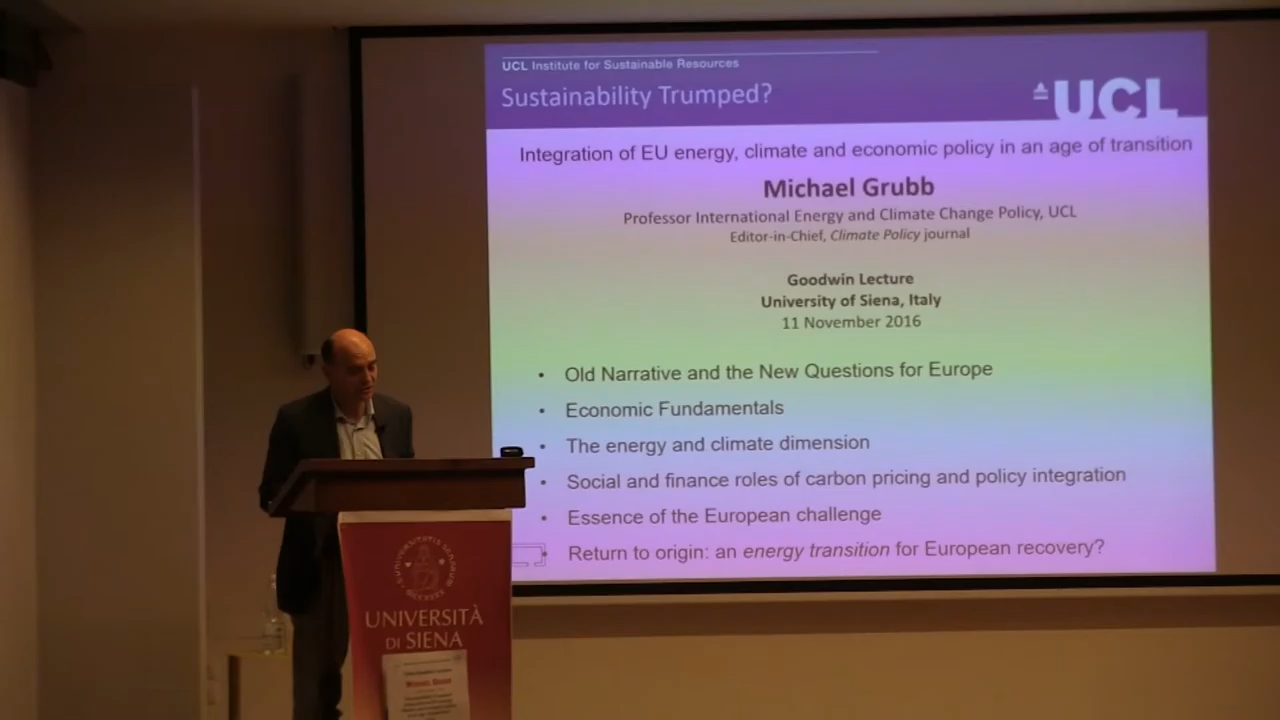 UCL Institute for Sustainable Resources
Sustainability Trumped?
UCL
Integration of EU energy, climate and economic policy in an age of transition
Michael Grubb
Professor International Energy and Climate Change Policy, UCL
Editor-in-Chief, Climate Policy journal
Goodwin Lecture
University of Siena, Italy
11 November 2016
• Old Narrative and the New Questions for Europe
• Economic Fundamentals
• The energy and climate dimension
• Social and finance roles of carbon pricing and policy integration
• Essence of the European challenge
• Return to origin: an energy transition for European recovery?
UNIVERSITÀ
DI SIENA